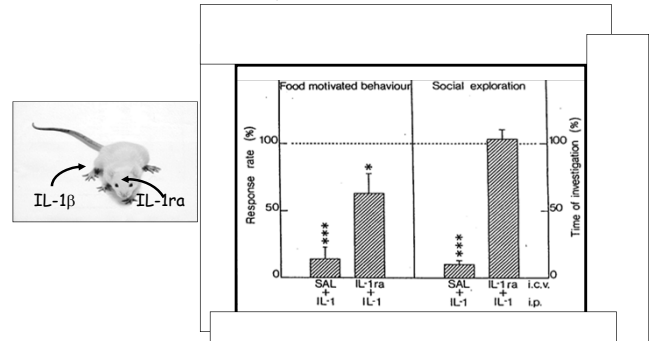 IL-1β
IL-1ra
Food motivated behaviour
Social exploration
Response rate (%)
100
50
0
***
*
***
100
50
0
Time of investigation (%)
SAL
+
IL-1
IL-1ra
+
IL-1
SAL
+
IL-1
IL-1ra
+
IL-1
i.c.v.
i.p.